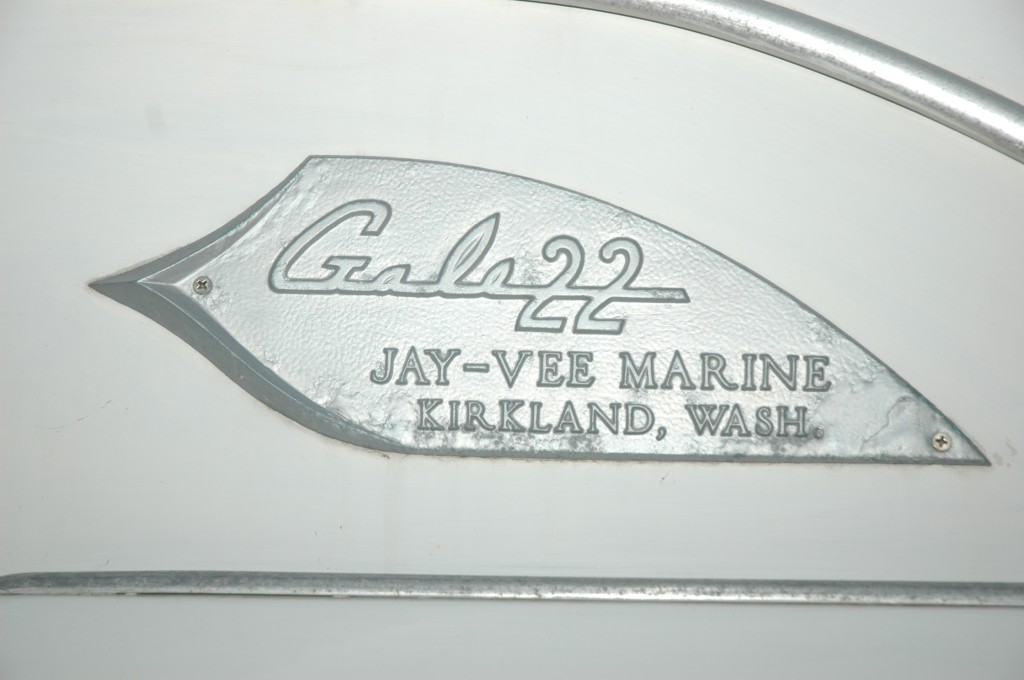 Gale 22
JAY-VEE MARINE
KIRKLAND, WASH.